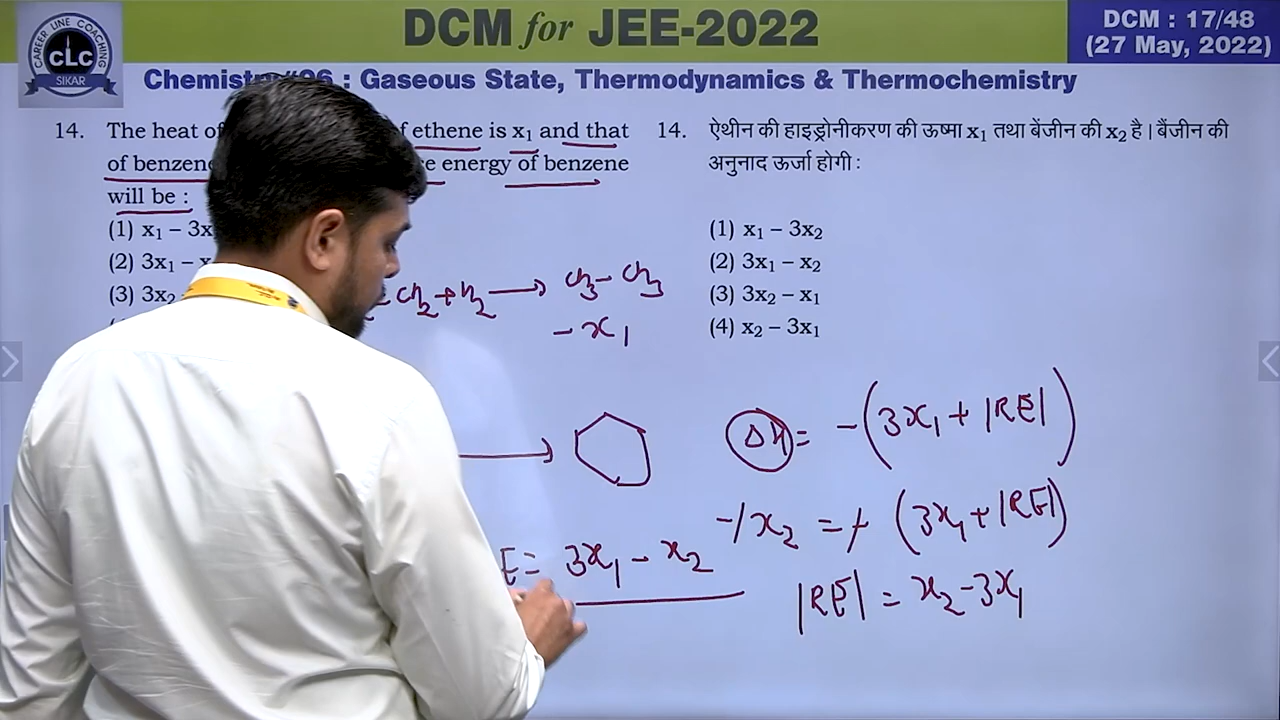 DCM for JEE-2022
DCM : 17/48
(27 May, 2022)
CAREER LINE COACHING
CLC
SIKAR
: Gaseous State, Thermodynamics & Thermochemistry
14. The heat of ethene is x₁ and that
of benzene energy of benzene
will be :
(1) x₁ – 3x
(2) 3x₁ –
(3) 3x₂
14. ऐथीन की हाइड्रोनीकरण की ऊष्मा x₁ तथा बेंजीन की x₂ है। बैंजीन की
अनुनाद ऊर्जा होगी :
(1) x₁ – 3x₂
(2) 3x₁ – x₂
(3) 3x₂ – x₁
(4) x₂ – 3x₁
CH₂+H₂ → CH₃–CH₃
–x₁
ΔH = –(3x₁ + |RE|)
–x₂ = –(3x₁+|RE|)
|RE| = x₂–3x₁
E = 3x₁ – x₂